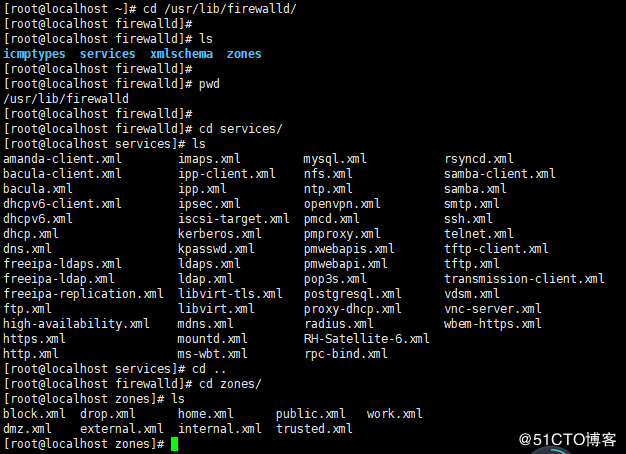 [root@localhost ~]# cd /usr/lib/firewalld/
[root@localhost firewalld]#
[root@localhost firewalld]# ls
icmptypes  services  xmlschema  zones
[root@localhost firewalld]#
[root@localhost firewalld]# pwd
/usr/lib/firewalld
[root@localhost firewalld]#
[root@localhost firewalld]# cd services/
[root@localhost services]# ls
amanda-client.xml        imaps.xml         mysql.xml            rsyncd.xml
bacula-client.xml        ipp-client.xml    nfs.xml              samba-client.xml
bacula.xml               ipp.xml           ntp.xml              samba.xml
dhcpv6-client.xml        ipsec.xml         openvpn.xml          smtp.xml
dhcpv6.xml               iscsi-target.xml  pmcd.xml             ssh.xml
dhcp.xml                 kerberos.xml      pmproxy.xml          telnet.xml
dns.xml                  kpasswd.xml       pmwebapis.xml        tftp-client.xml
freeipa-ldaps.xml        ldaps.xml         pmwebapi.xml         tftp.xml
freeipa-ldap.xml         ldap.xml          pop3s.xml            transmission-client.xml
freeipa-replication.xml  libvirt-tls.xml   postgresql.xml       vdsm.xml
ftp.xml                  libvirt.xml       proxy-dhcp.xml       vnc-server.xml
high-availability.xml    mdns.xml          radius.xml           wbem-https.xml
https.xml                mountd.xml        RH-Satellite-6.xml
http.xml                 ms-wbt.xml        rpc-bind.xml
[root@localhost services]# cd ..
[root@localhost firewalld]# cd zones/
[root@localhost zones]# ls
block.xml  drop.xml      home.xml      public.xml   work.xml
dmz.xml    external.xml  internal.xml  trusted.xml
[root@localhost zones]#
@51CTO博客